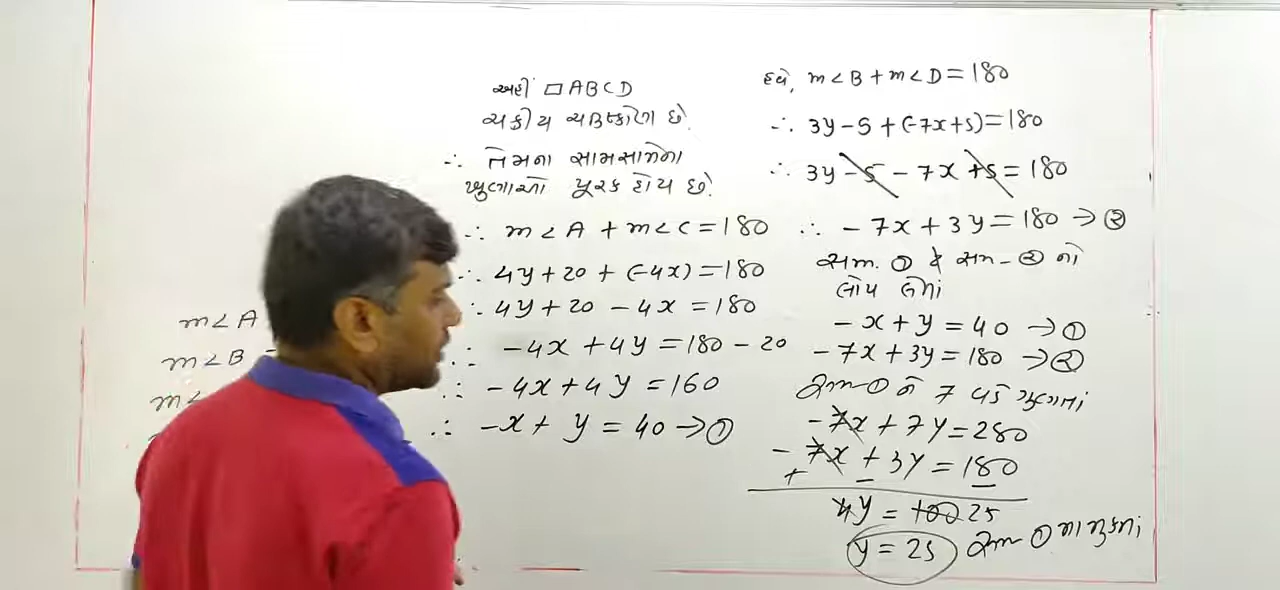 અહીં □ABCD
ચક્રીય ચતુષ્કોણ છે.
∴ તેમના સામસામેના
ખુણાઓ પૂરક હોય છે.
∴ m∠A + m∠C = 180
∴ 4y + 20 + (-4x) = 180
∴ 4y + 20 - 4x = 180
∴ -4x + 4y = 180 - 20
∴ -4x + 4y = 160
∴ -x + y = 40 → ①
m∠A
m∠B =
m∠
હવે, m∠B + m∠D = 180
∴ 3y - 5 + (-7x + 5) = 180
∴ 3y - 5 - 7x + 5 = 180
∴ -7x + 3y = 180 → ②
સમ. ① ને સમ - ② નો
લોપ લેતાં
-x + y = 40 → ①
-7x + 3y = 180 → ②
સમ ① ને 7 વડે ગુણતાં
-7x + 7y = 280
-7x + 3y = 180
+ - -
4y = 100 25
y = 25 સમ ① માં મુકતાં